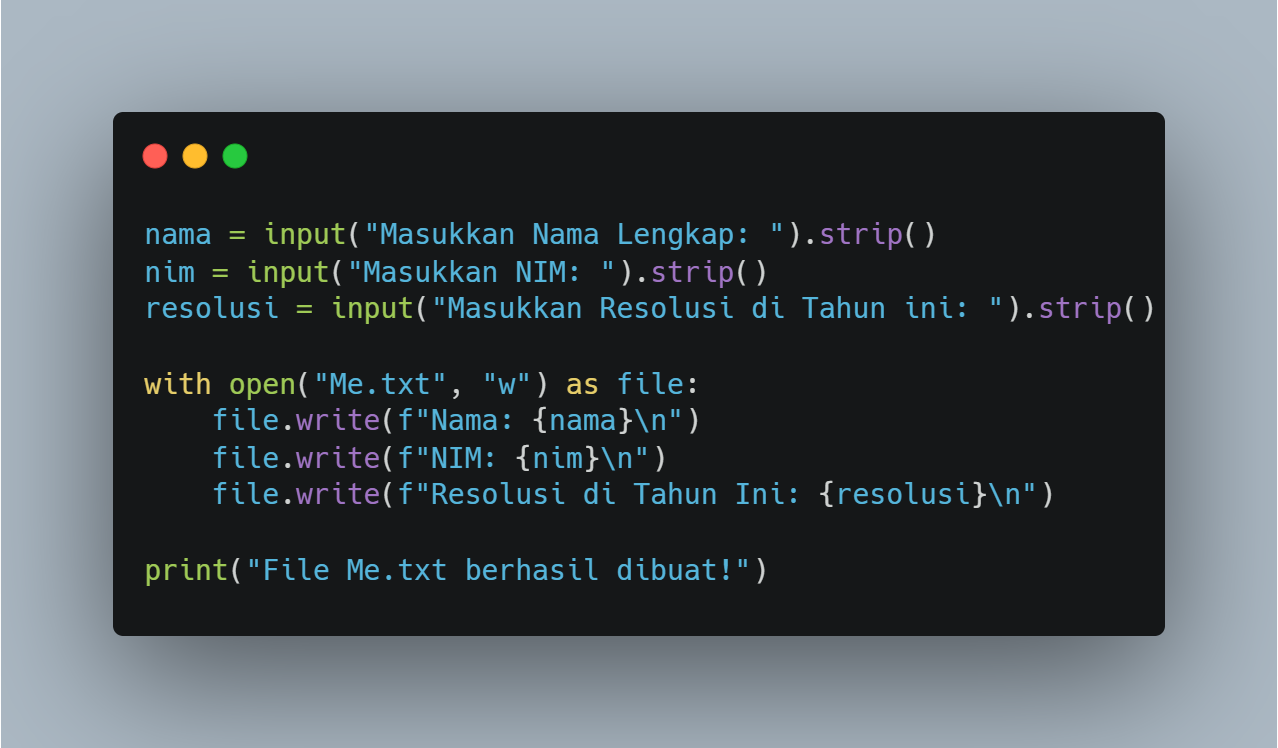 nama = input("Masukkan Nama Lengkap: ").strip()
nim = input("Masukkan NIM: ").strip()
resolusi = input("Masukkan Resolusi di Tahun ini: ").strip()

with open("Me.txt", "w") as file:
    file.write(f"Nama: {nama}\n")
    file.write(f"NIM: {nim}\n")
    file.write(f"Resolusi di Tahun Ini: {resolusi}\n")

print("File Me.txt berhasil dibuat!")